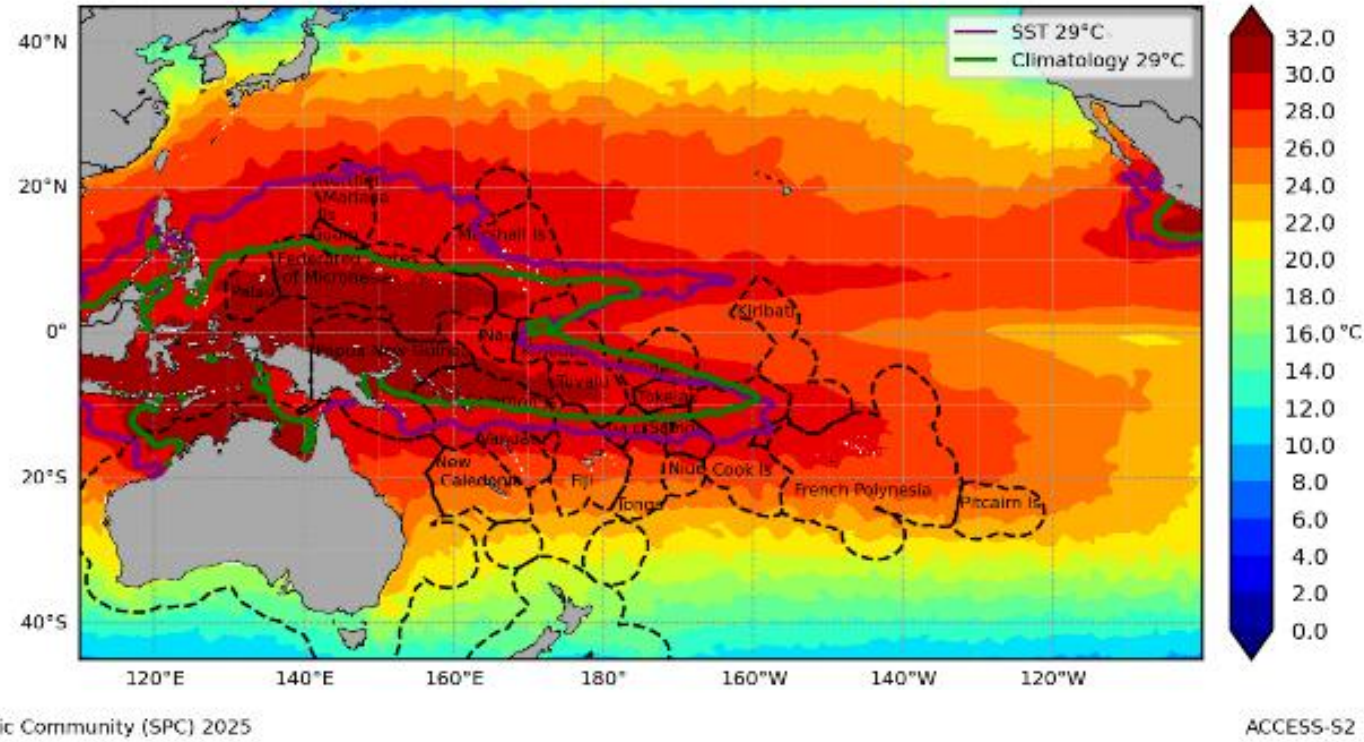 SST 29°C
Climatology 29°C
40°N
20°N
0°
20°S
40°S
120°E
140°E
160°E
180°
160°W
140°W
120°W
32.0
30.0
28.0
26.0
24.0
22.0
20.0
18.0
16.0 °C
14.0
12.0
10.0
8.0
6.0
4.0
2.0
0.0
Mariana
Guam
Marshall Is
Federated States
of Micronesia
Palau
Kiribati
Papua New Guinea
Tuvalu
Tokelau
Samoa
Vanuatu
New
Caledonia
Fiji
Niue
Cook Is
Tonga
French Polynesia
Pitcairn Is
ic Community (SPC) 2025
ACCESS-S2